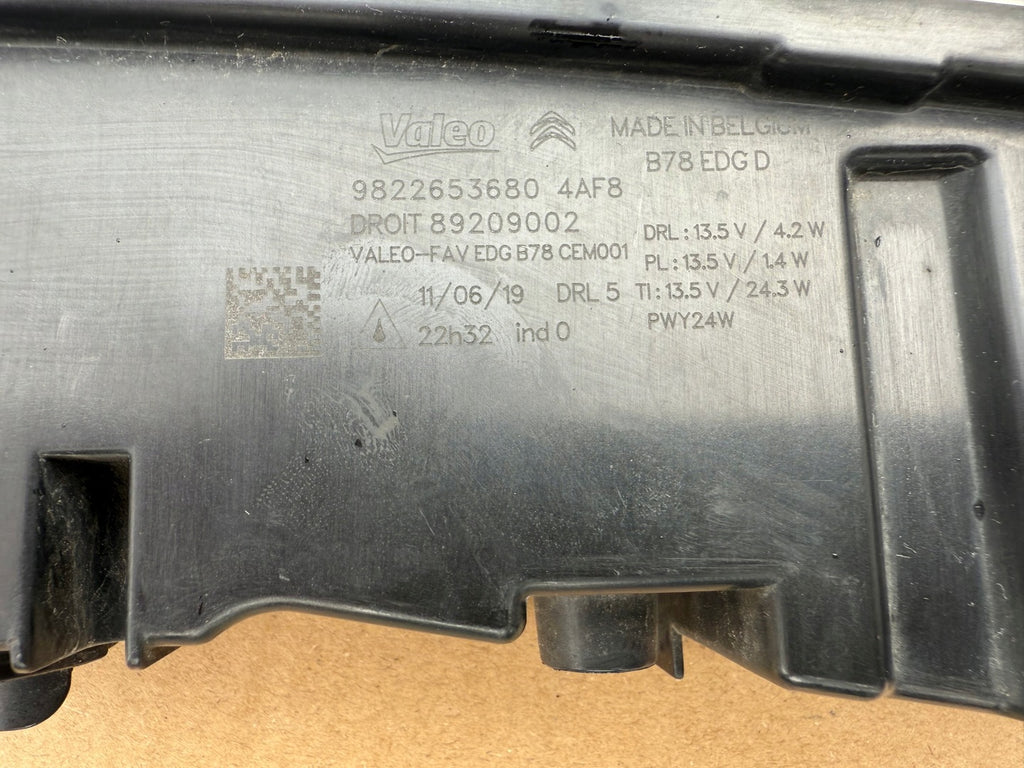 Valeo MADE IN BELGIUM
B78 EDG D
9822653680 4AF8
DROIT 89209002
VALEO-FAV EDG B78 CEM001
11/06/19 DRL 5
22h32 ind 0
DRL : 13.5 V / 4.2 W
PL : 13.5 V / 1.4 W
TI : 13.5 V / 24.3 W
PWY24W